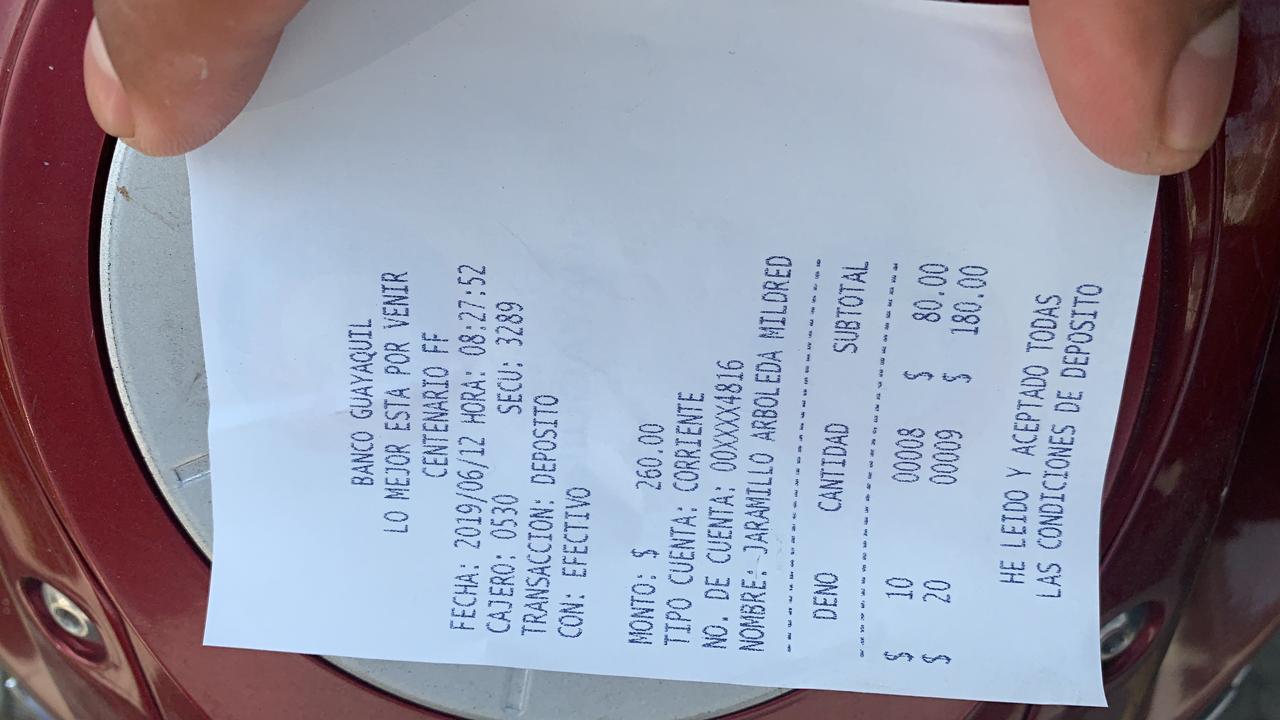 BANCO GUAYAQUIL
LO MEJOR ESTA POR VENIR
CENTENARIO FF
FECHA: 2019/06/12 HORA: 08:27:52
CAJERO: 0530 SECU: 3289
TRANSACCION: DEPOSITO
CON: EFECTIVO
MONTO: $ 260.00
TIPO CUENTA: CORRIENTE
NO. DE CUENTA: 00XXXX4816
NOMBRE: JARAMILLO ARBOLEDA MILDRED
DENO CANTIDAD SUBTOTAL
$ 10 00008 $ 80.00
$ 20 00009 $ 180.00
HE LEIDO Y ACEPTADO TODAS
LAS CONDICIONES DE DEPOSITO